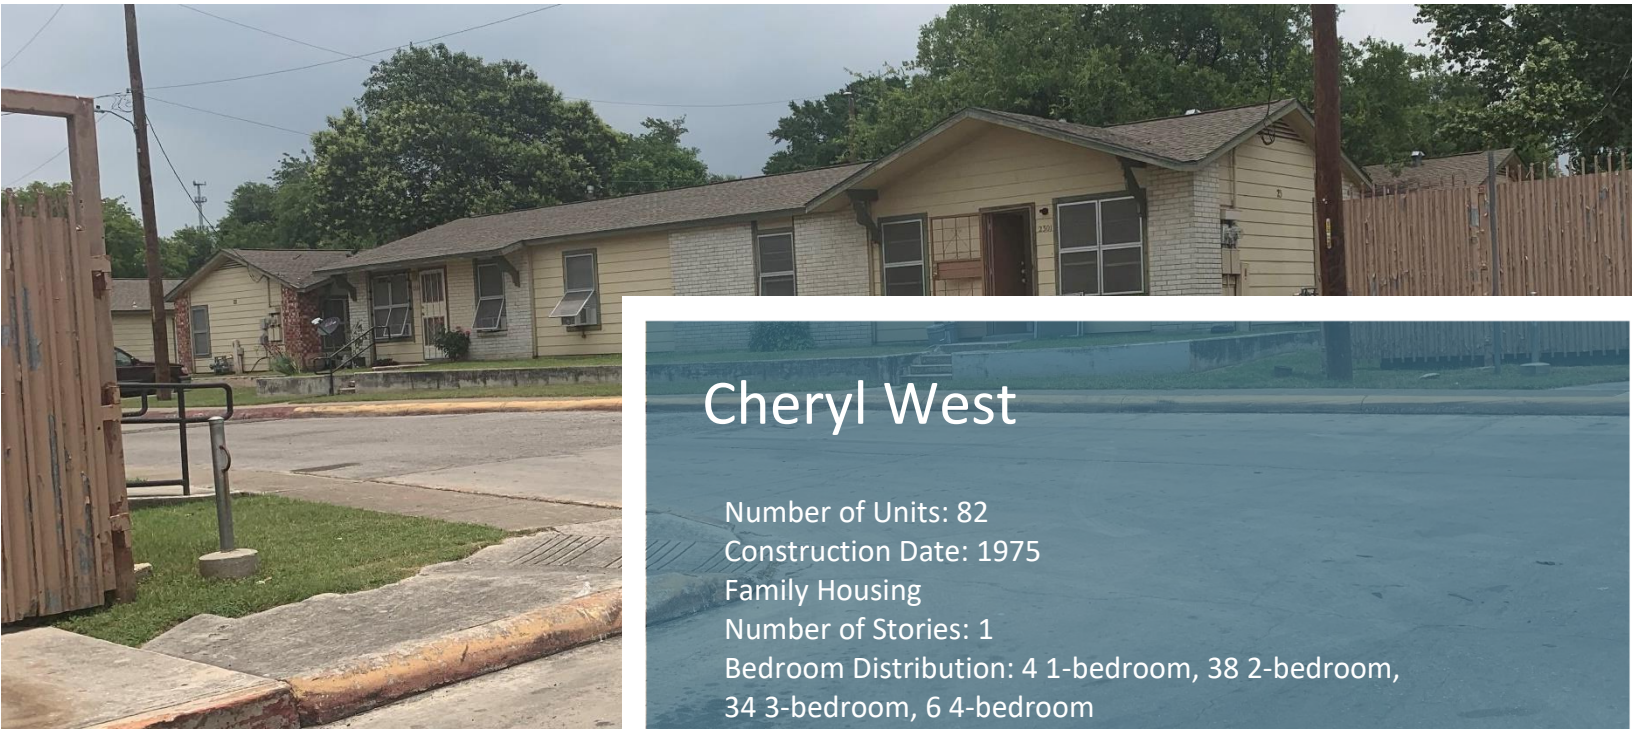 Cheryl West
Number of Units: 82
Construction Date: 1975
Family Housing
Number of Stories: 1
Bedroom Distribution: 4 1-bedroom, 38 2-bedroom,
34 3-bedroom, 6 4-bedroom